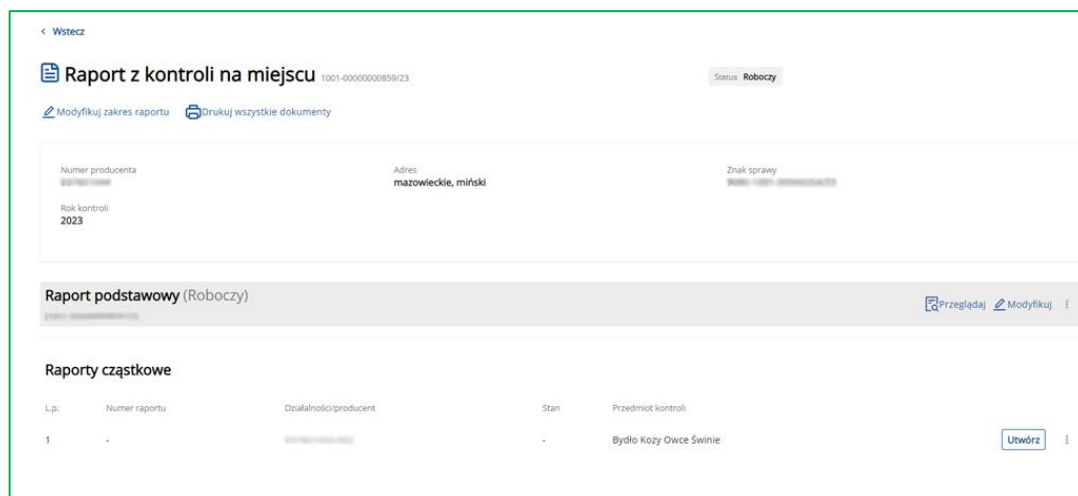 Wstecz
Raport z kontroli na miejscu 1001-00000000859/23 Status Roboczy
Modyfikuj zakres raportu Drukuj wszystkie dokumenty
Numer producenta Adres Znak sprawy
mazowieckie, miński
Rok kontroli
2023
Raport podstawowy (Roboczy) Przeglądaj Modyfikuj
Raporty cząstkowe
L.p. Numer raportu Działalności/producent Stan Przedmiot kontroli
1 - - Bydło Kozy Owce Świnie Utwórz